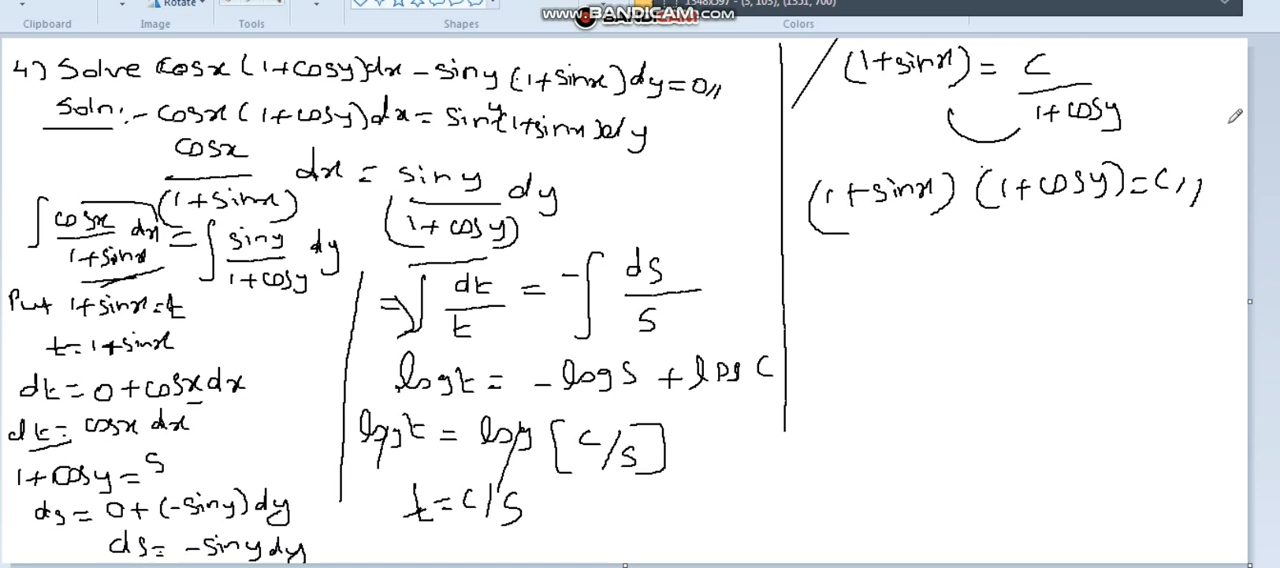 Rotate
Clipboard
Image
Tools
Shapes
Colors
www.BANDICAM.com
4) Solve cosx (1+cosy)dx - siny (1+sinx)dy=0,,
Soln:- cosx (1+cosy)dx = siny(1+sinx)dy
cosx/(1+sinx) dx = siny/(1+cosy) dy
∫ cosx/1+sinx dx = ∫ siny/1+cosy dy
Put 1+sinx=t
t=1+sinx
dt=0+cosx dx
dt= cosx dx
1+cosy=S
ds= 0+(-siny)dy
ds= -siny dy
=> ∫ dt/t = -∫ ds/S
logt = -logS + log C
logt = log [C/S]
t=C/S
(1+sinx) = C/1+cosy
(1+sinx) (1+cosy)=C,,